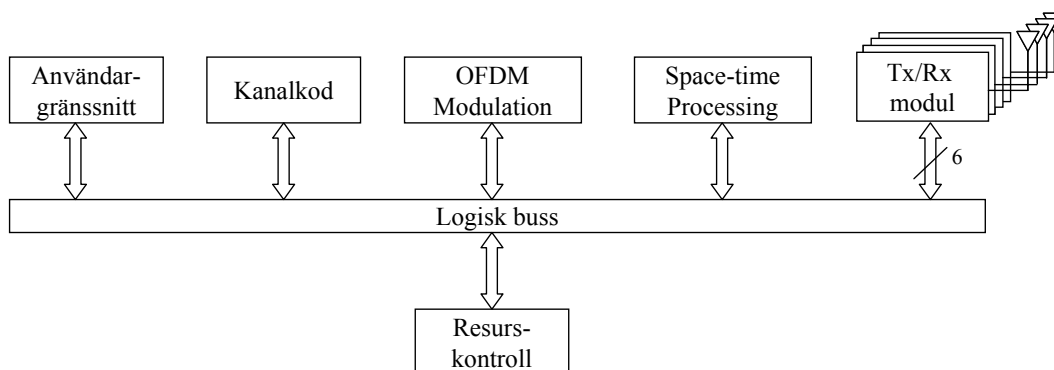 Användar-
gränssnitt
Kanalkod
OFDM
Modulation
Space-time
Processing
Tx/Rx
modul
6
Logisk buss
Resurs-
kontroll